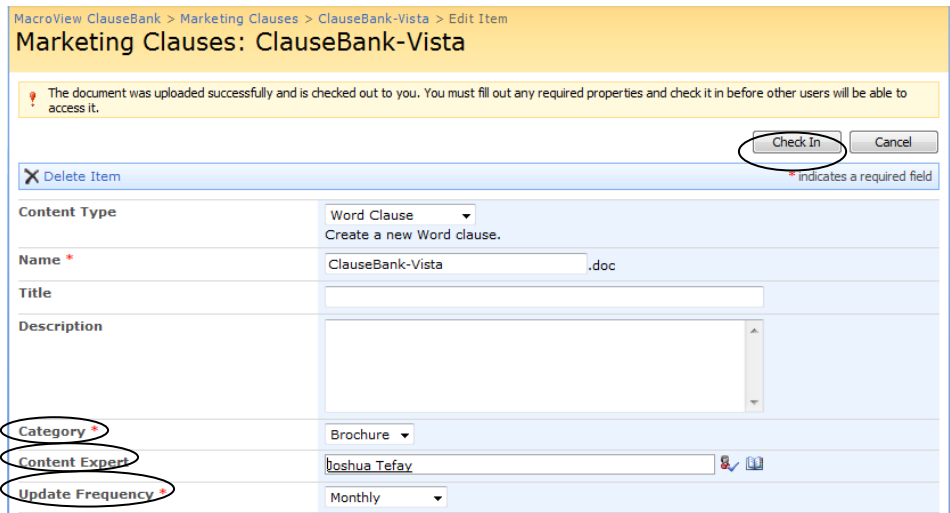 MacroView ClauseBank > Marketing Clauses > ClauseBank-Vista > Edit Item
Marketing Clauses: ClauseBank-Vista
The document was uploaded successfully and is checked out to you. You must fill out any required properties and check it in before other users will be able to
access it.
Check In Cancel
Delete Item * indicates a required field
Content Type Word Clause
Create a new Word clause.
Name * ClauseBank-Vista .doc
Title
Description
Category * Brochure
Content Expert Joshua Tefay
Update Frequency * Monthly